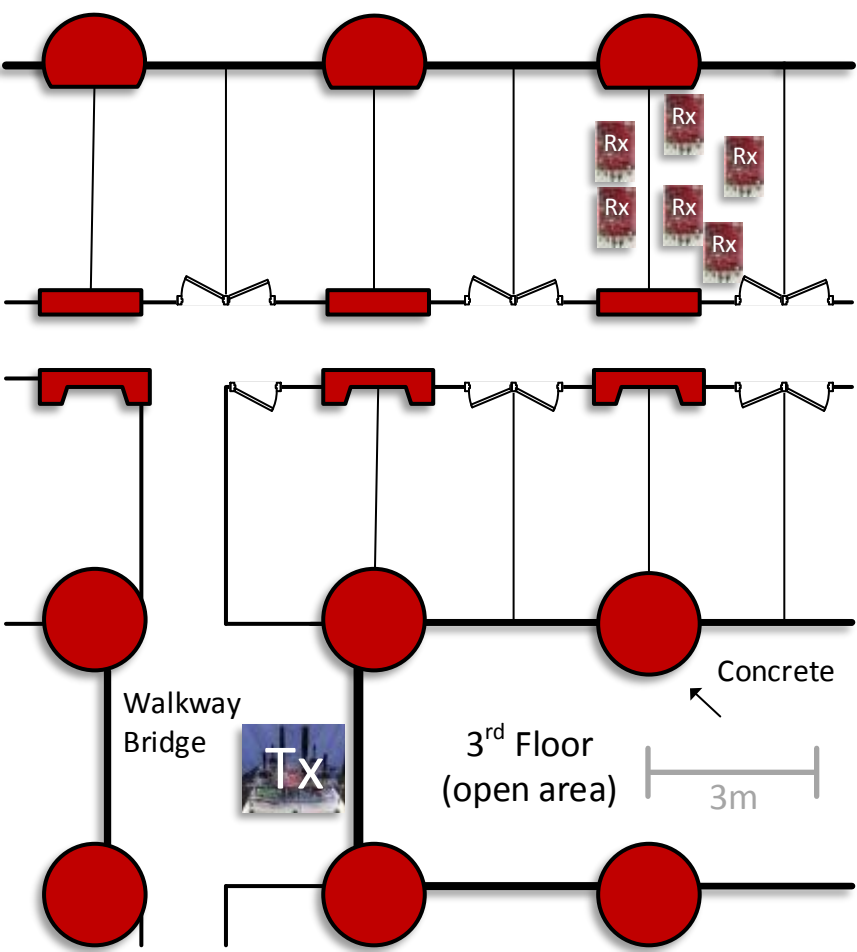 Rx
Rx
Rx
Rx
Rx
Rx
Concrete
Walkway
Bridge
Tx
3rd Floor
(open area)
3m